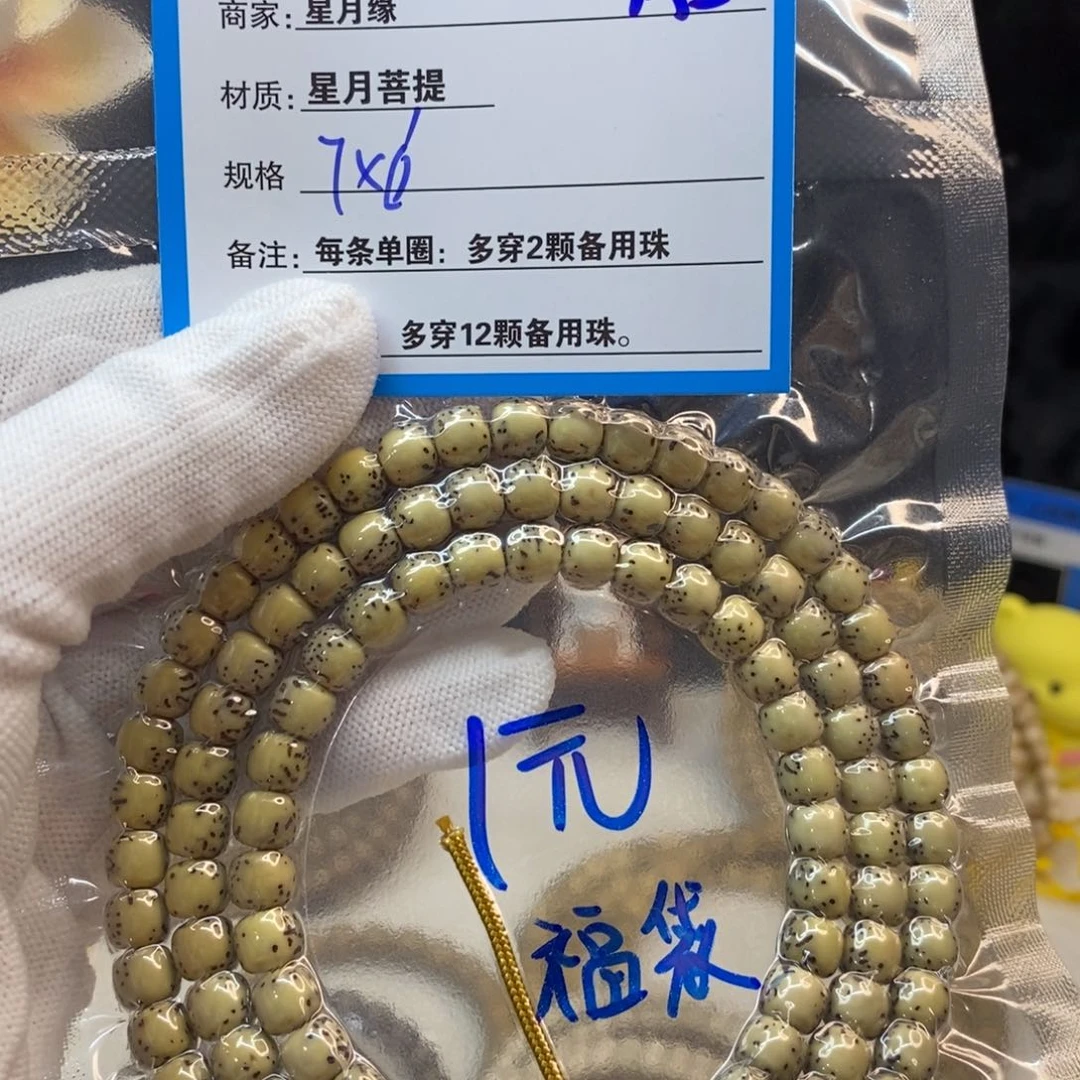 商家: 星月缘
材质: 星月菩提
规格 7x6
备注: 每条单圈: 多穿2颗备用珠
多穿12颗备用珠。
1元
福袋